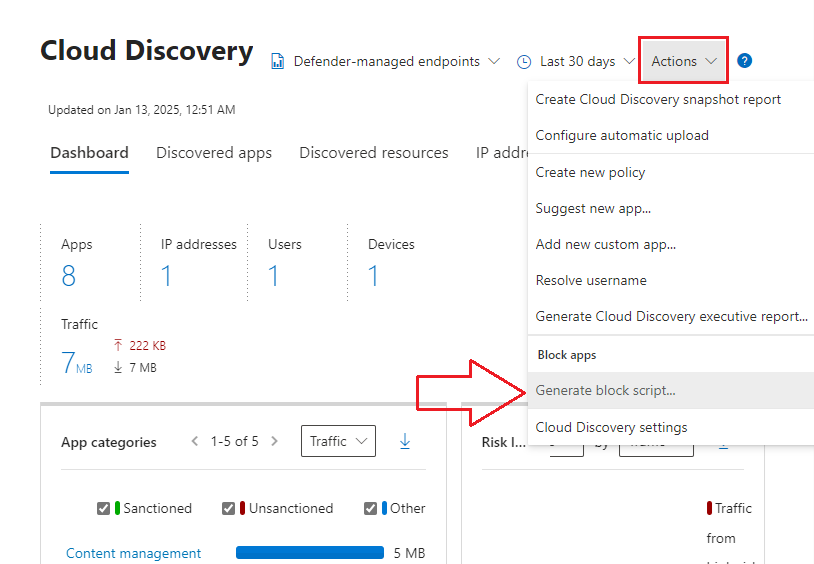 Cloud Discovery
Defender-managed endpoints
Last 30 days
Actions
?
Updated on Jan 13, 2025, 12:51 AM
Dashboard
Discovered apps
Discovered resources
IP
Create Cloud Discovery snapshot report
Configure automatic upload
Create new policy
Suggest new app...
Add new custom app...
Resolve username
Generate Cloud Discovery executive report...
Block apps
Generate block script...
Cloud Discovery settings
Apps
8
IP addresses
1
Users
1
Devices
1
Traffic
7 MB
222 KB
7 MB
App categories
1-5 of 5
Traffic
Sanctioned
Unsanctioned
Other
Content management
5 MB
Risk l...
by
Traffic
from